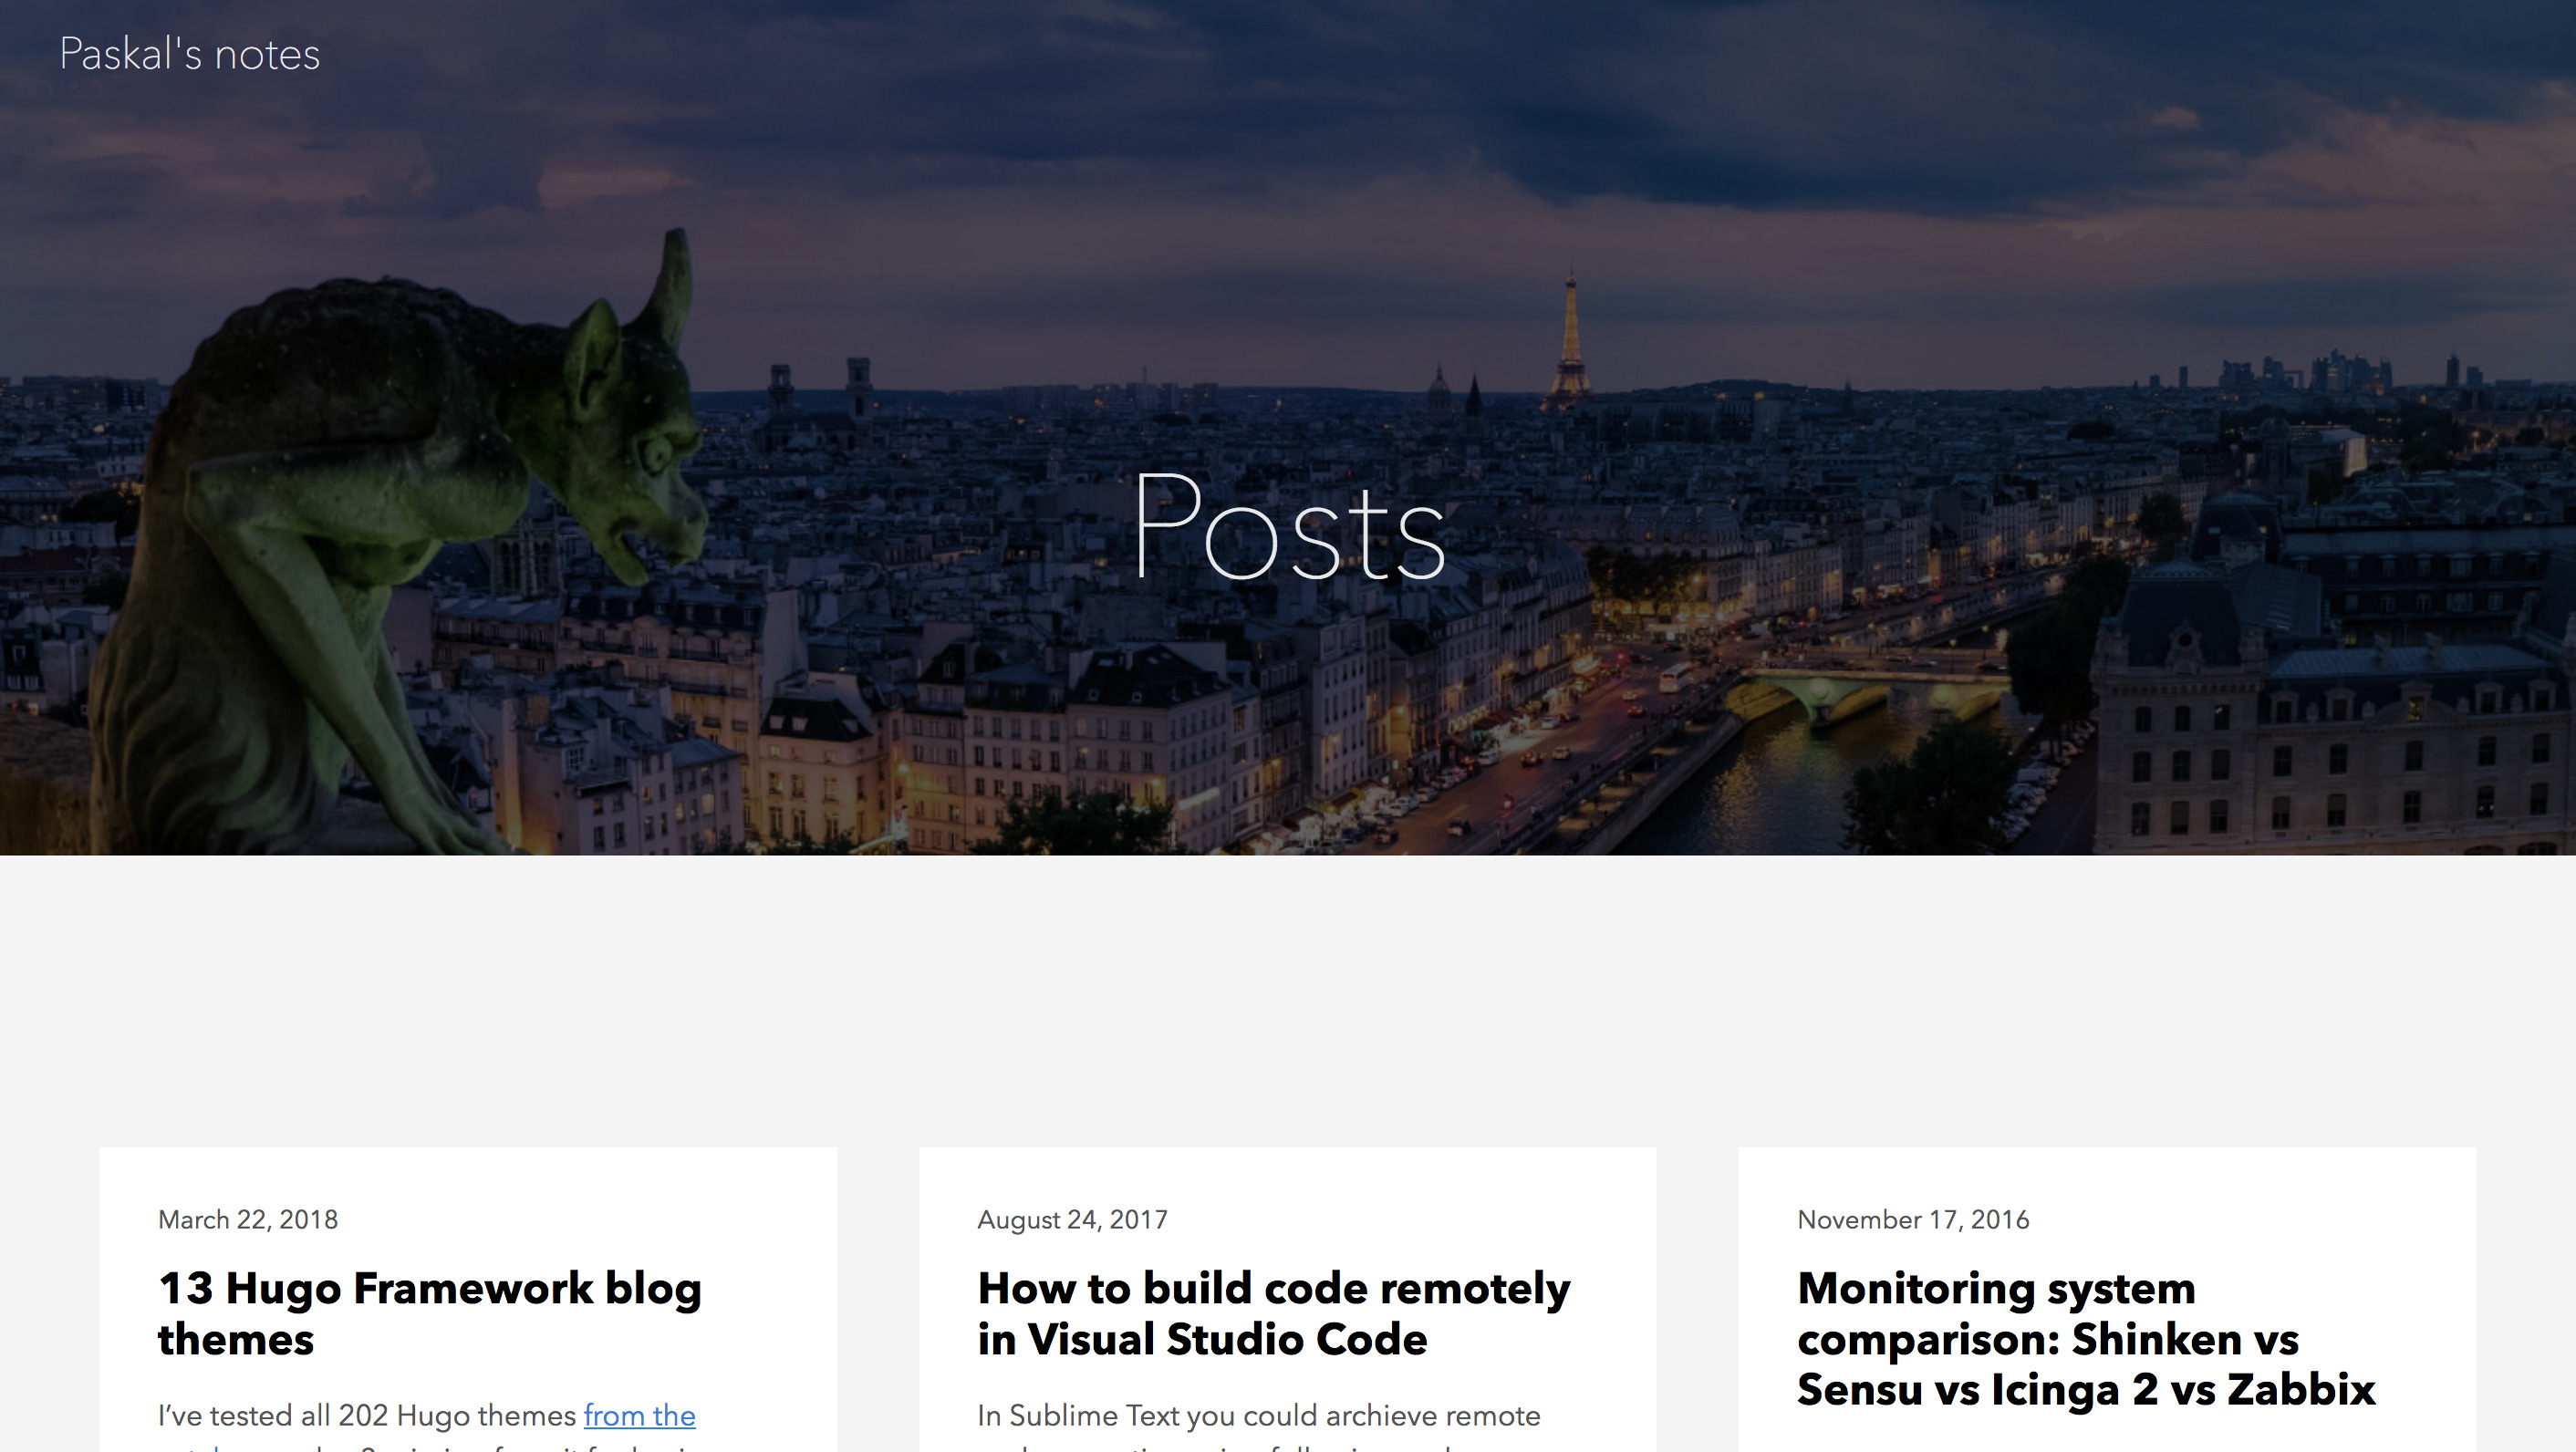 Paskal's notes
Posts
March 22, 2018
13 Hugo Framework blog
themes
I’ve tested all 202 Hugo themes from the
August 24, 2017
How to build code remotely
in Visual Studio Code
In Sublime Text you could archieve remote
November 17, 2016
Monitoring system
comparison: Shinken vs
Sensu vs Icinga 2 vs Zabbix